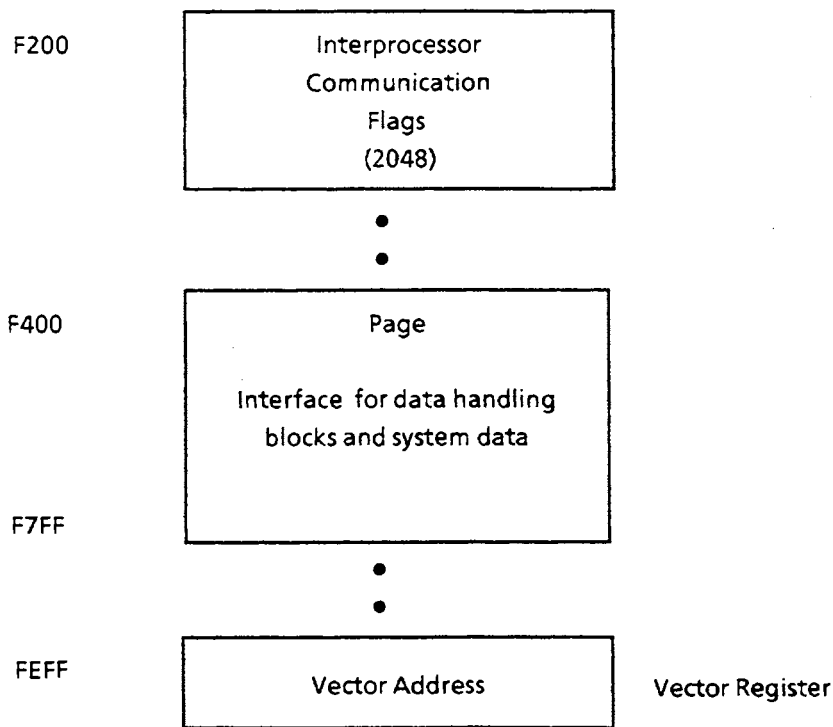 F200
Interprocessor
Communication
Flags
(2048)
F400
Page
Interface for data handling
blocks and system data
F7FF
FEFF
Vector Address
Vector Register